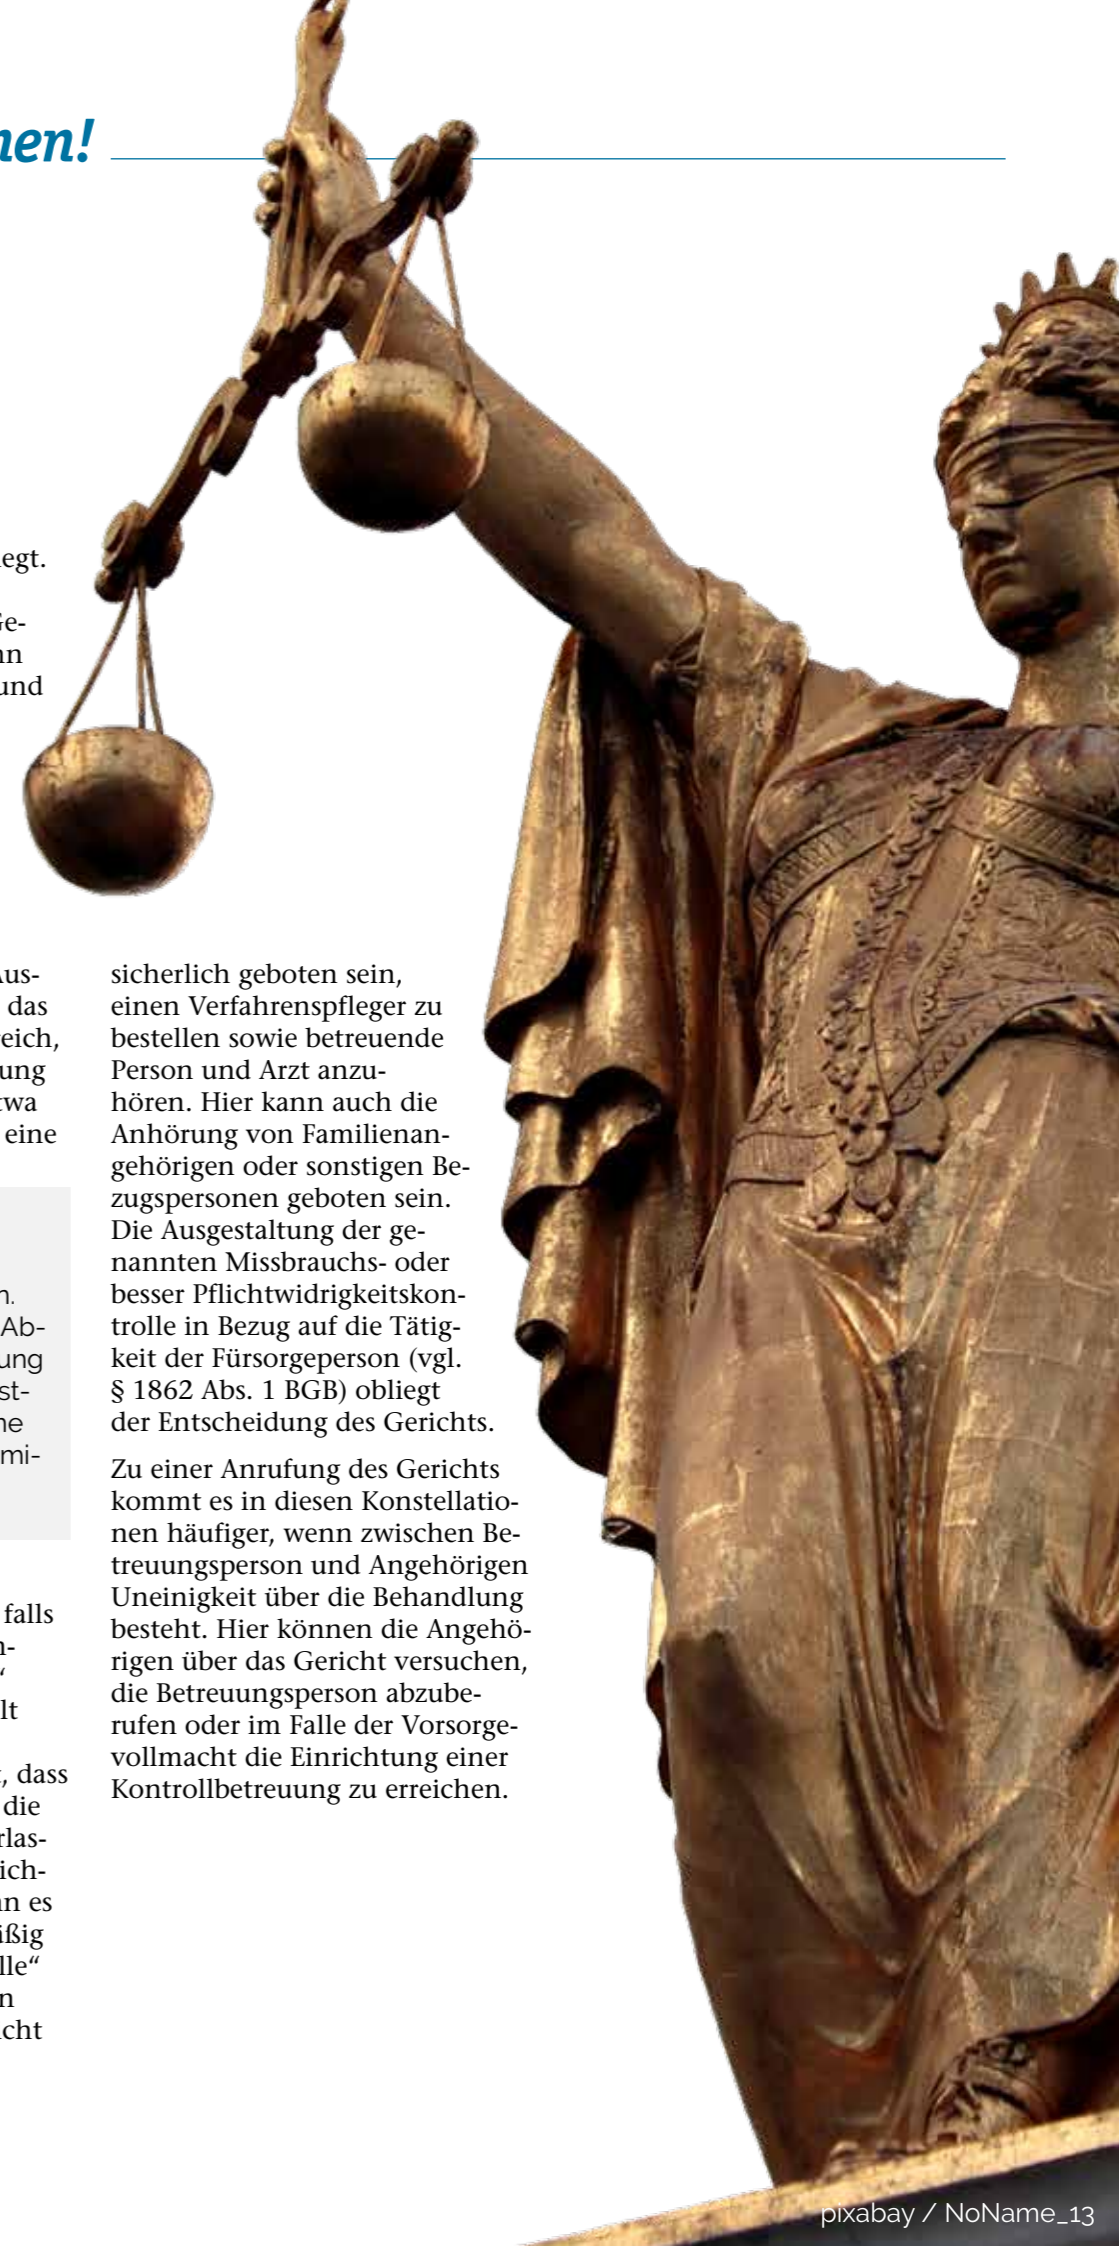 nen!
egt.
Ge-
nn
und
Aus-
das
eich,
ung
twa
eine
n.
Ab-
ung
st-
ne
mi-
falls
n-
“
lt
, dass
die
rlas-
ich-
nn es
äßig
lle“
n
icht
sicherlich geboten sein,
einen Verfahrenspfleger zu
bestellen sowie betreuende
Person und Arzt anzu-
hören. Hier kann auch die
Anhörung von Familienan-
gehörigen oder sonstigen Be-
zugspersonen geboten sein.
Die Ausgestaltung der ge-
nannten Missbrauchs- oder
besser Pflichtwidrigkeitskon-
trolle in Bezug auf die Tätig-
keit der Fürsorgeperson (vgl.
§ 1862 Abs. 1 BGB) obliegt
der Entscheidung des Gerichts.
Zu einer Anrufung des Gerichts
kommt es in diesen Konstellatio-
nen häufiger, wenn zwischen Be-
treuungsperson und Angehörigen
Uneinigkeit über die Behandlung
besteht. Hier können die Angehö-
rigen über das Gericht versuchen,
die Betreuungsperson abzube-
rufen oder im Falle der Vorsorge-
vollmacht die Einrichtung einer
Kontrollbetreuung zu erreichen.
pixabay / NoName_13